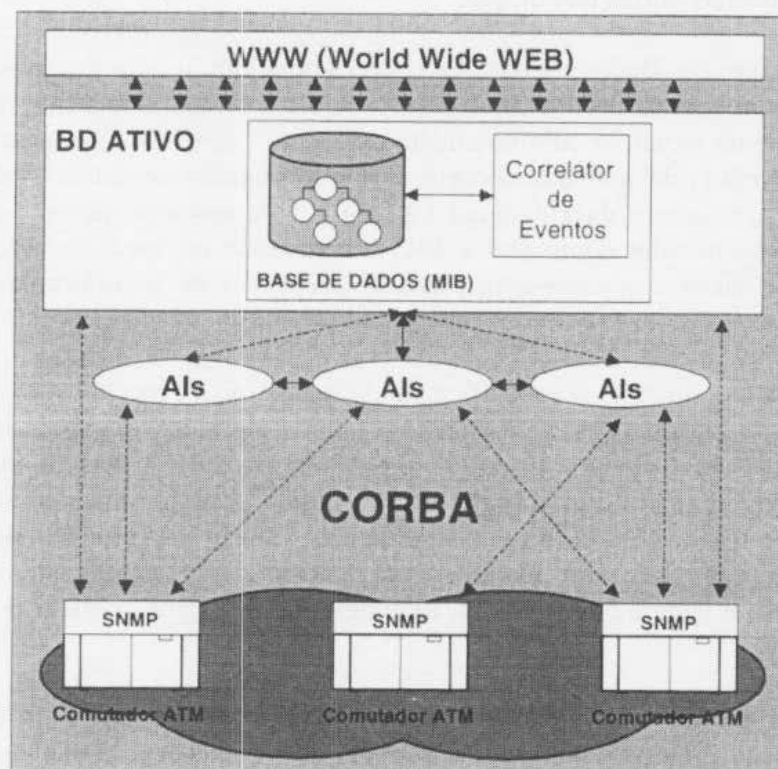 WWW (World Wide WEB)
BD ATIVO
Correlator
de
Eventos
BASE DE DADOS (MIB)
AIs
AIs
AIs
CORBA
SNMP
SNMP
SNMP
Comutador ATM
Comutador ATM
Comutador ATM